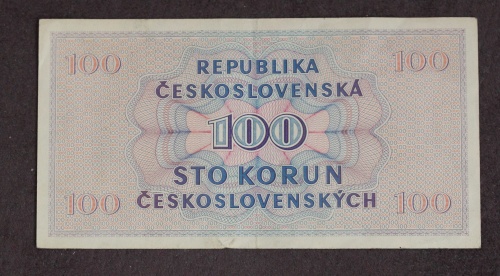 100 REPUBLIKA 100
ČESKOSLOVENSKÁ
100
STO KORUN
100 ČESKOSLOVENSKÝCH 100